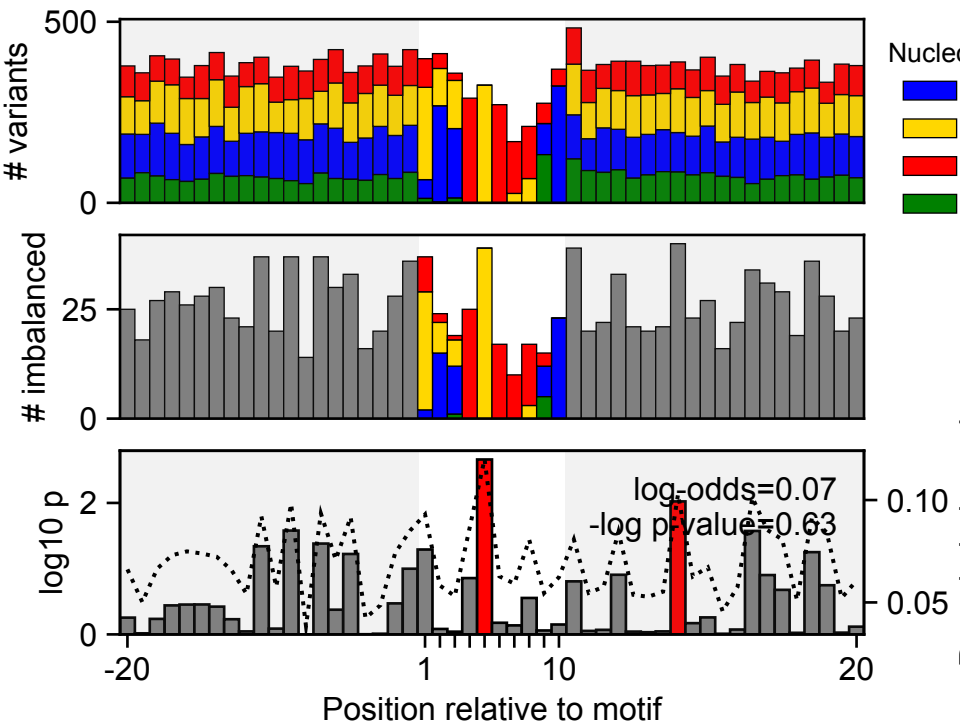 500
# variants
0
Nucleo
25
# imbalanced
0
2
log10 p
0
log-odds=0.07
-log p-value=0.63
0.10
0.05
-20
1
10
20
Position relative to motif